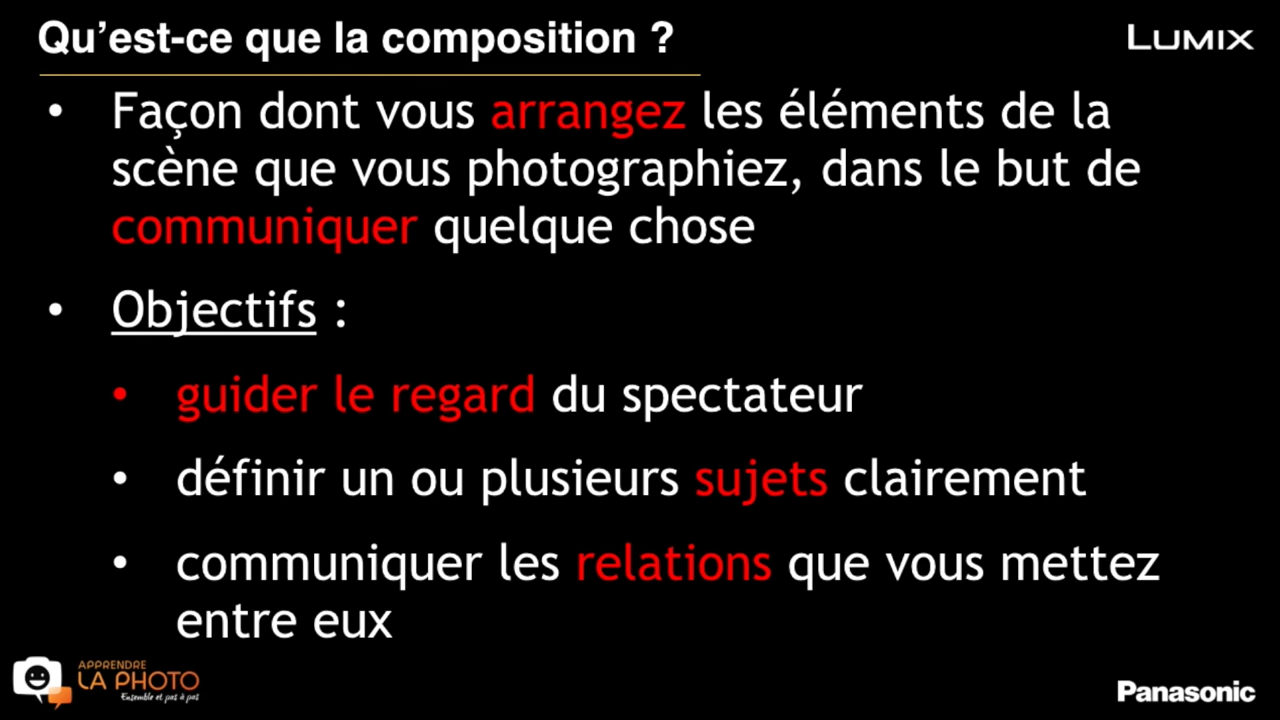 Qu’est-ce que la composition ?
LUMIX
• Façon dont vous arrangez les éléments de la
scène que vous photographiez, dans le but de
communiquer quelque chose
• Objectifs :
• guider le regard du spectateur
• définir un ou plusieurs sujets clairement
• communiquer les relations que vous mettez
entre eux
APPRENDRE
LA PHOTO
Ensemble et pas à pas
Panasonic